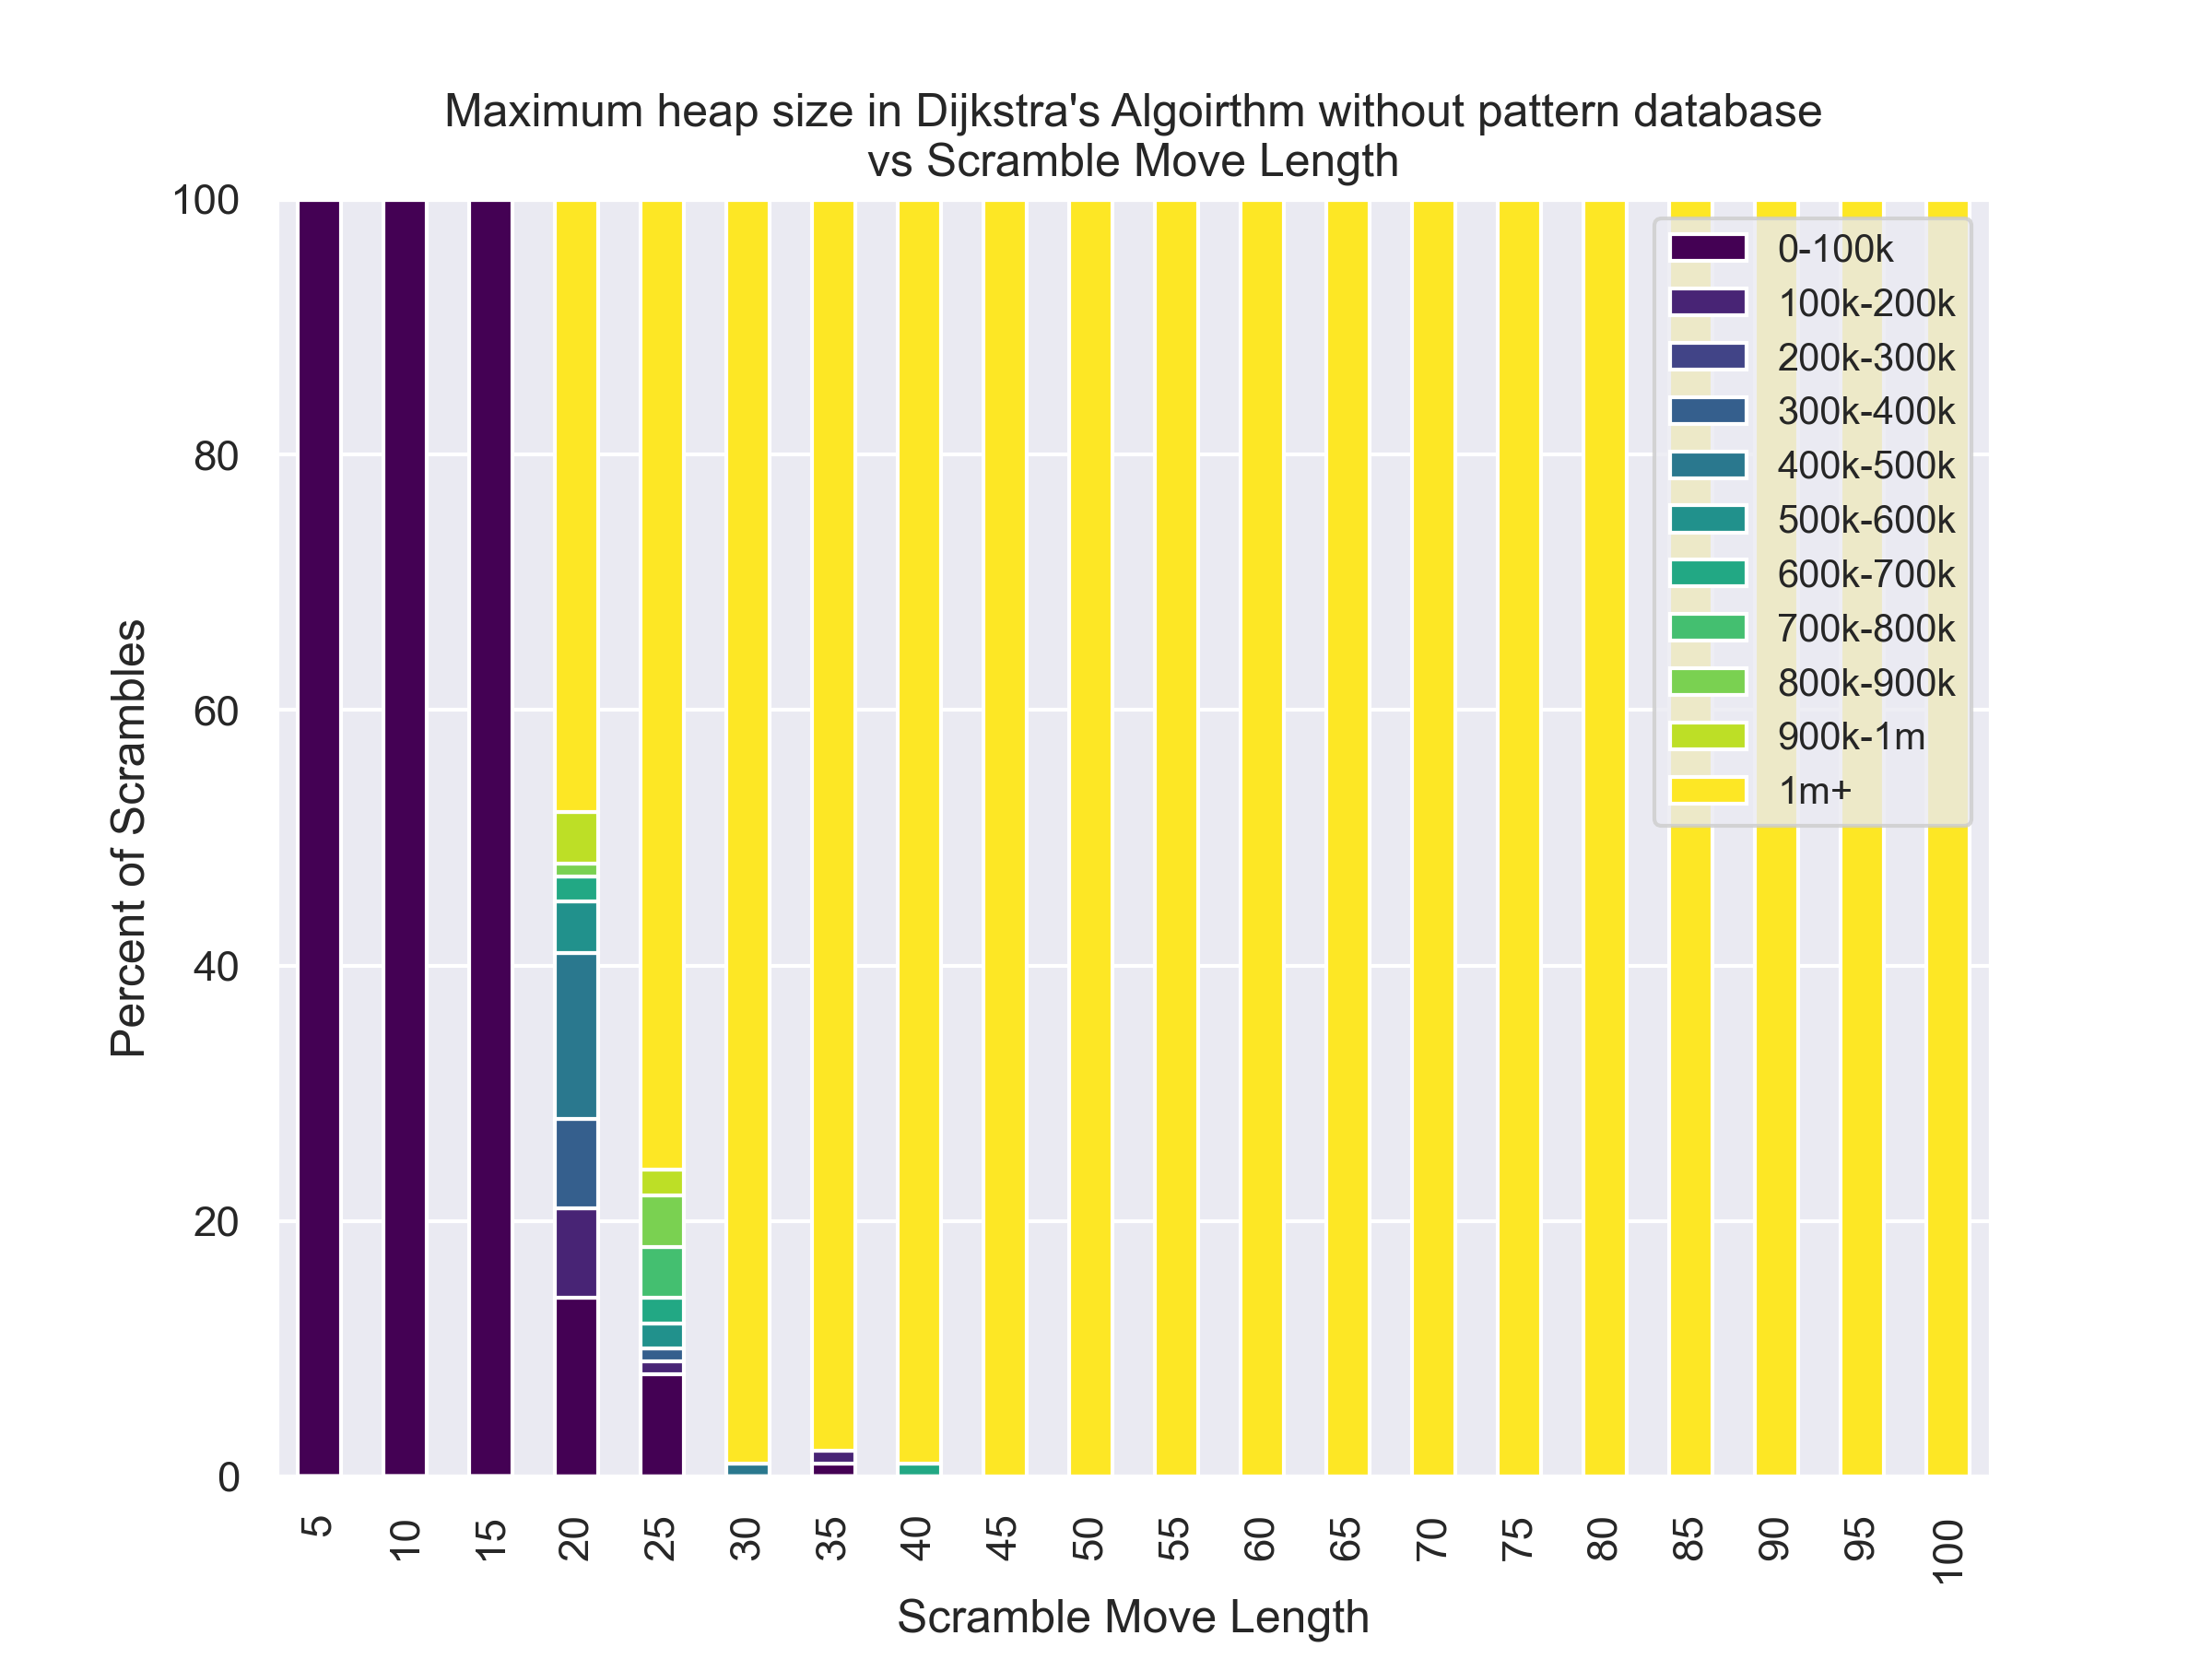 Maximum heap size in Dijkstra's Algoirthm without pattern database
vs Scramble Move Length
100
80
60
40
20
0
Percent of Scrambles
0-100k
100k-200k
200k-300k
300k-400k
400k-500k
500k-600k
600k-700k
700k-800k
800k-900k
900k-1m
1m+
5 10 15 20 25 30 35 40 45 50 55 60 65 70 75 80 85 90 95 100
Scramble Move Length